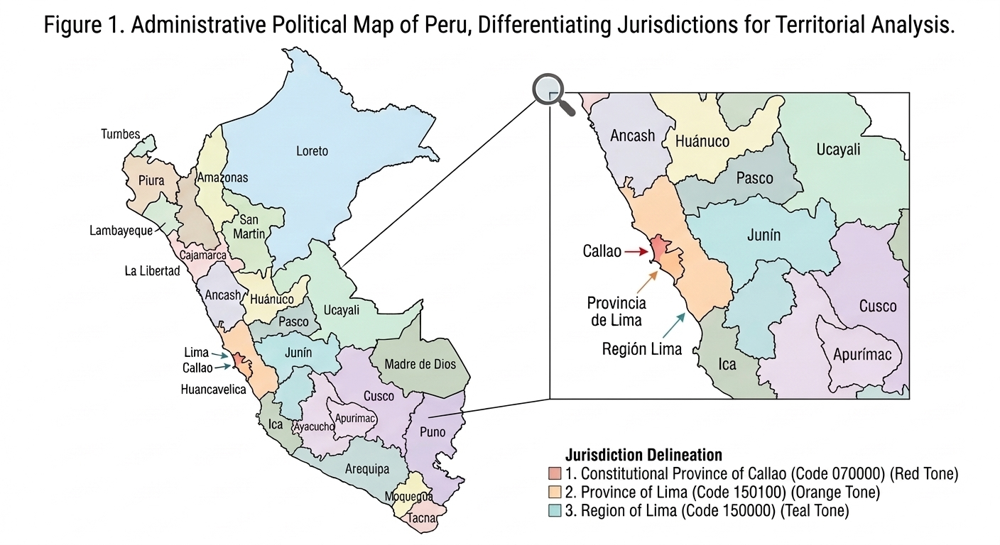 Figure 1. Administrative Political Map of Peru, Differentiating Jurisdictions for Territorial Analysis.
Tumbes
Piura
Lambayeque
La Libertad
Amazonas
Loreto
San
Martin
Cajamarca
Ancash
Huánuco
Ucayali
Pasco
Lima
Callao
Huancavelica
Junín
Madre de Dios
Cusco
Ica
Ayacucho
Apurimac
Puno
Arequipa
Moquegua
Tacna
Ancash
Huánuco
Ucayali
Pasco
Junín
Callao
Provincia
de Lima
Región Lima
Ica
Cusco
Apurímac
Jurisdiction Delineation
1. Constitutional Province of Callao (Code 070000) (Red Tone)
2. Province of Lima (Code 150100) (Orange Tone)
3. Region of Lima (Code 150000) (Teal Tone)